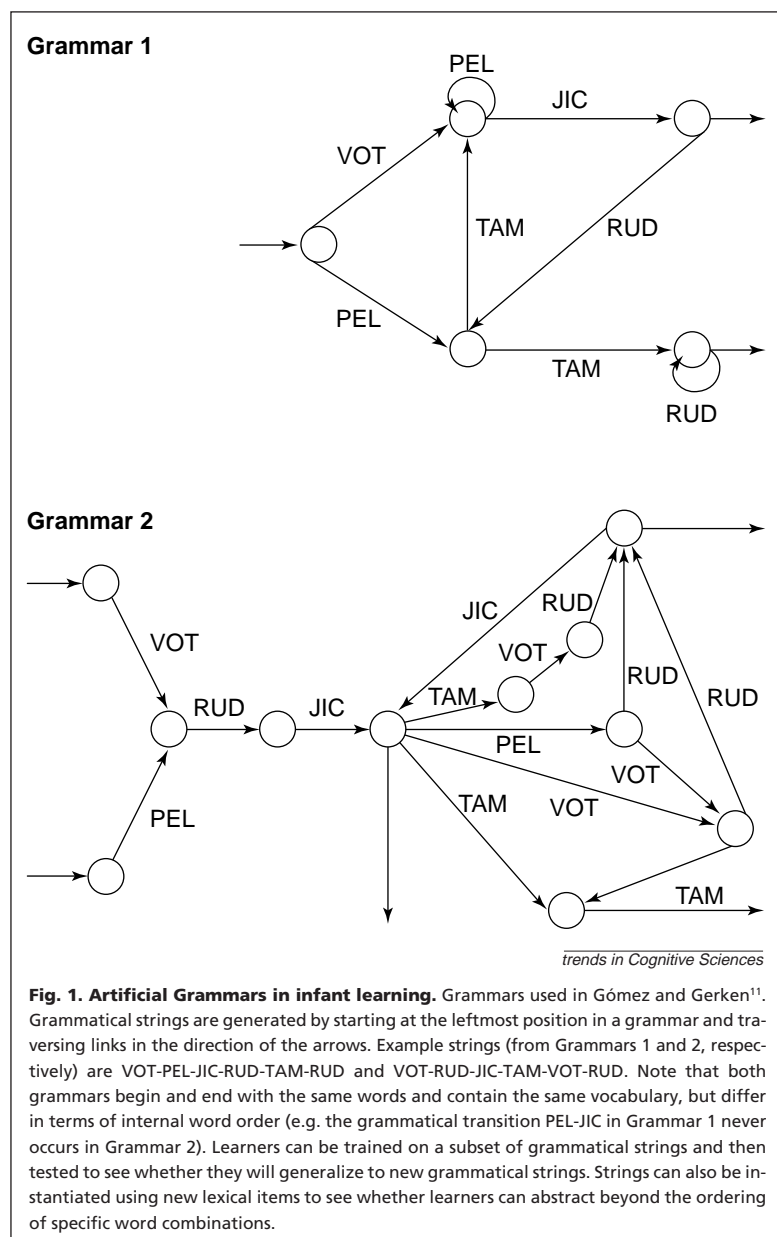 Grammar 1
PEL
JIC
VOT
TAM
RUD
PEL
TAM
RUD
Grammar 2
JIC
RUD
VOT
VOT
TAM
RUD
RUD
RUD
JIC
PEL
VOT
TAM
VOT
PEL
TAM
trends in Cognitive Sciences
Fig. 1. Artificial Grammars in infant learning. Grammars used in Gómez and Gerken¹¹.
Grammatical strings are generated by starting at the leftmost position in a grammar and tra-
versing links in the direction of the arrows. Example strings (from Grammars 1 and 2, respec-
tively) are VOT-PEL-JIC-RUD-TAM-RUD and VOT-RUD-JIC-TAM-VOT-RUD. Note that both
grammars begin and end with the same words and contain the same vocabulary, but differ
in terms of internal word order (e.g. the grammatical transition PEL-JIC in Grammar 1 never
occurs in Grammar 2). Learners can be trained on a subset of grammatical strings and then
tested to see whether they will generalize to new grammatical strings. Strings can also be in-
stantiated using new lexical items to see whether learners can abstract beyond the ordering
of specific word combinations.